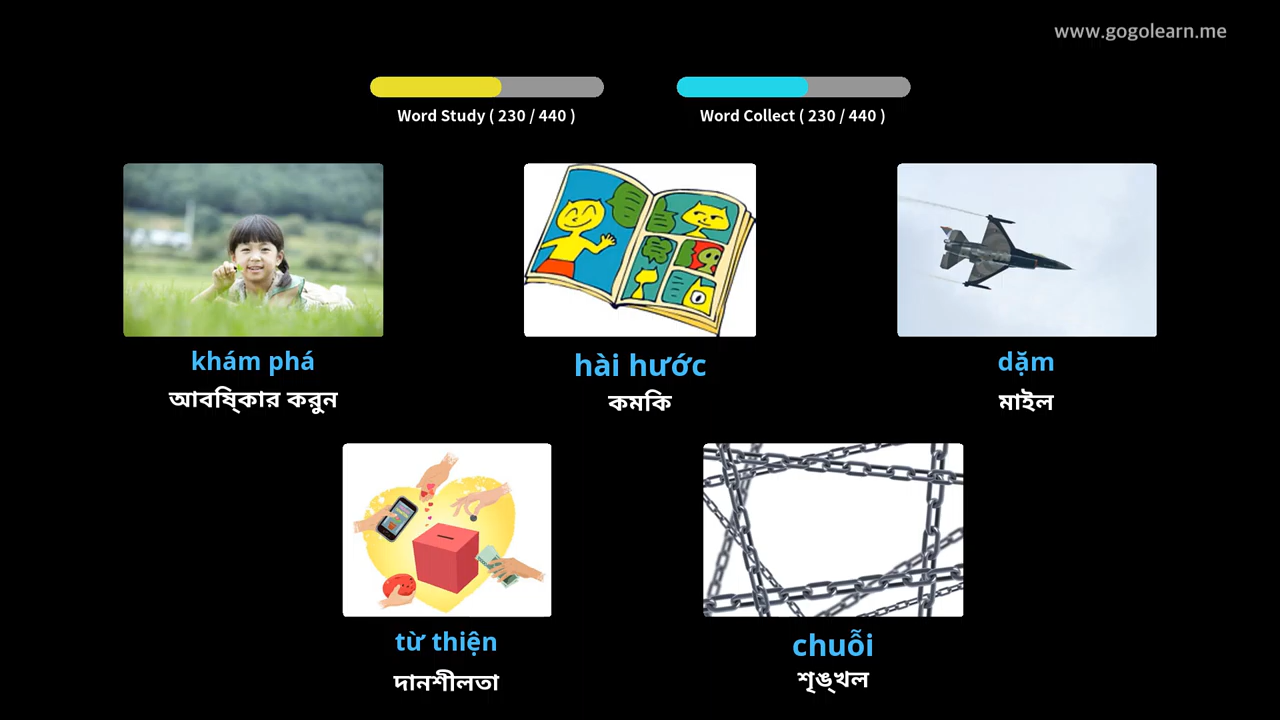 www.gogolearn.me
Word Study ( 230 / 440 )
Word Collect ( 230 / 440 )
khám phá
আবষ্কিার করুন
hài hước
কমকি
dặm
মাইল
từ thiện
দানশীলতা
chuỗi
শৃঙ্খল